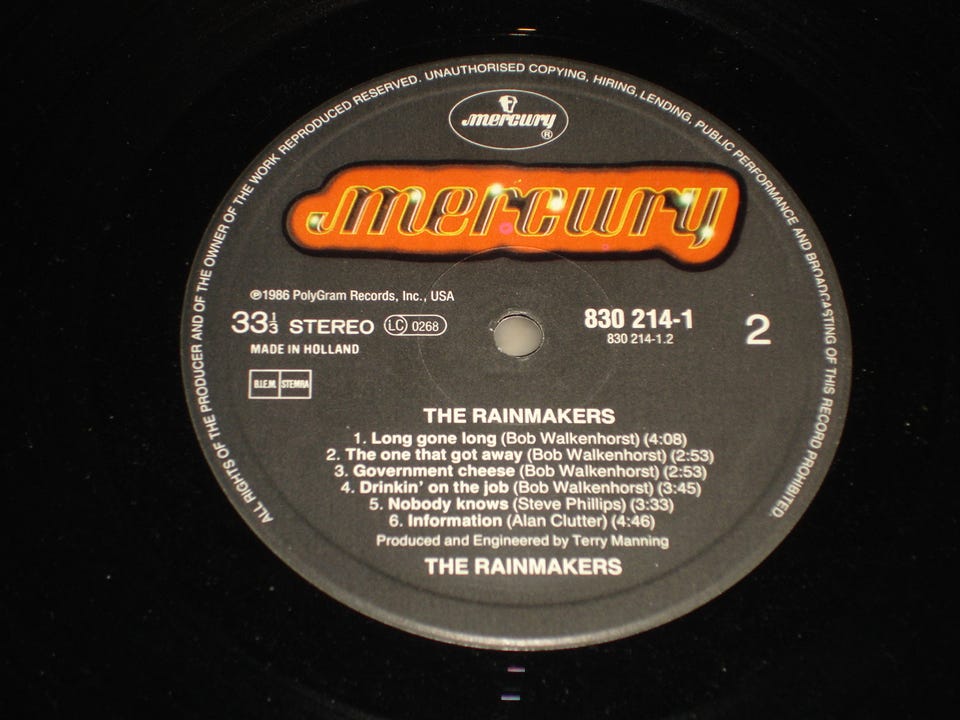 ALL RIGHTS OF THE PRODUCER AND OF THE OWNER OF THE WORK REPRODUCED RESERVED. UNAUTHORISED COPYING, HIRING, LENDING, PUBLIC PERFORMANCE AND BROADCASTING OF THIS RECORD PROHIBITED.
mercury ®
mercury
℗1986 PolyGram Records, Inc., USA
33⅓ STEREO LC 0268
MADE IN HOLLAND
B.I.E.M. STEMRA
830 214-1
830 214-1.2
2
THE RAINMAKERS
1. Long gone long (Bob Walkenhorst) (4:08)
2. The one that got away (Bob Walkenhorst) (2:53)
3. Government cheese (Bob Walkenhorst) (2:53)
4. Drinkin' on the job (Bob Walkenhorst) (3:45)
5. Nobody knows (Steve Phillips) (3:33)
6. Information (Alan Clutter) (4:46)
Produced and Engineered by Terry Manning
THE RAINMAKERS